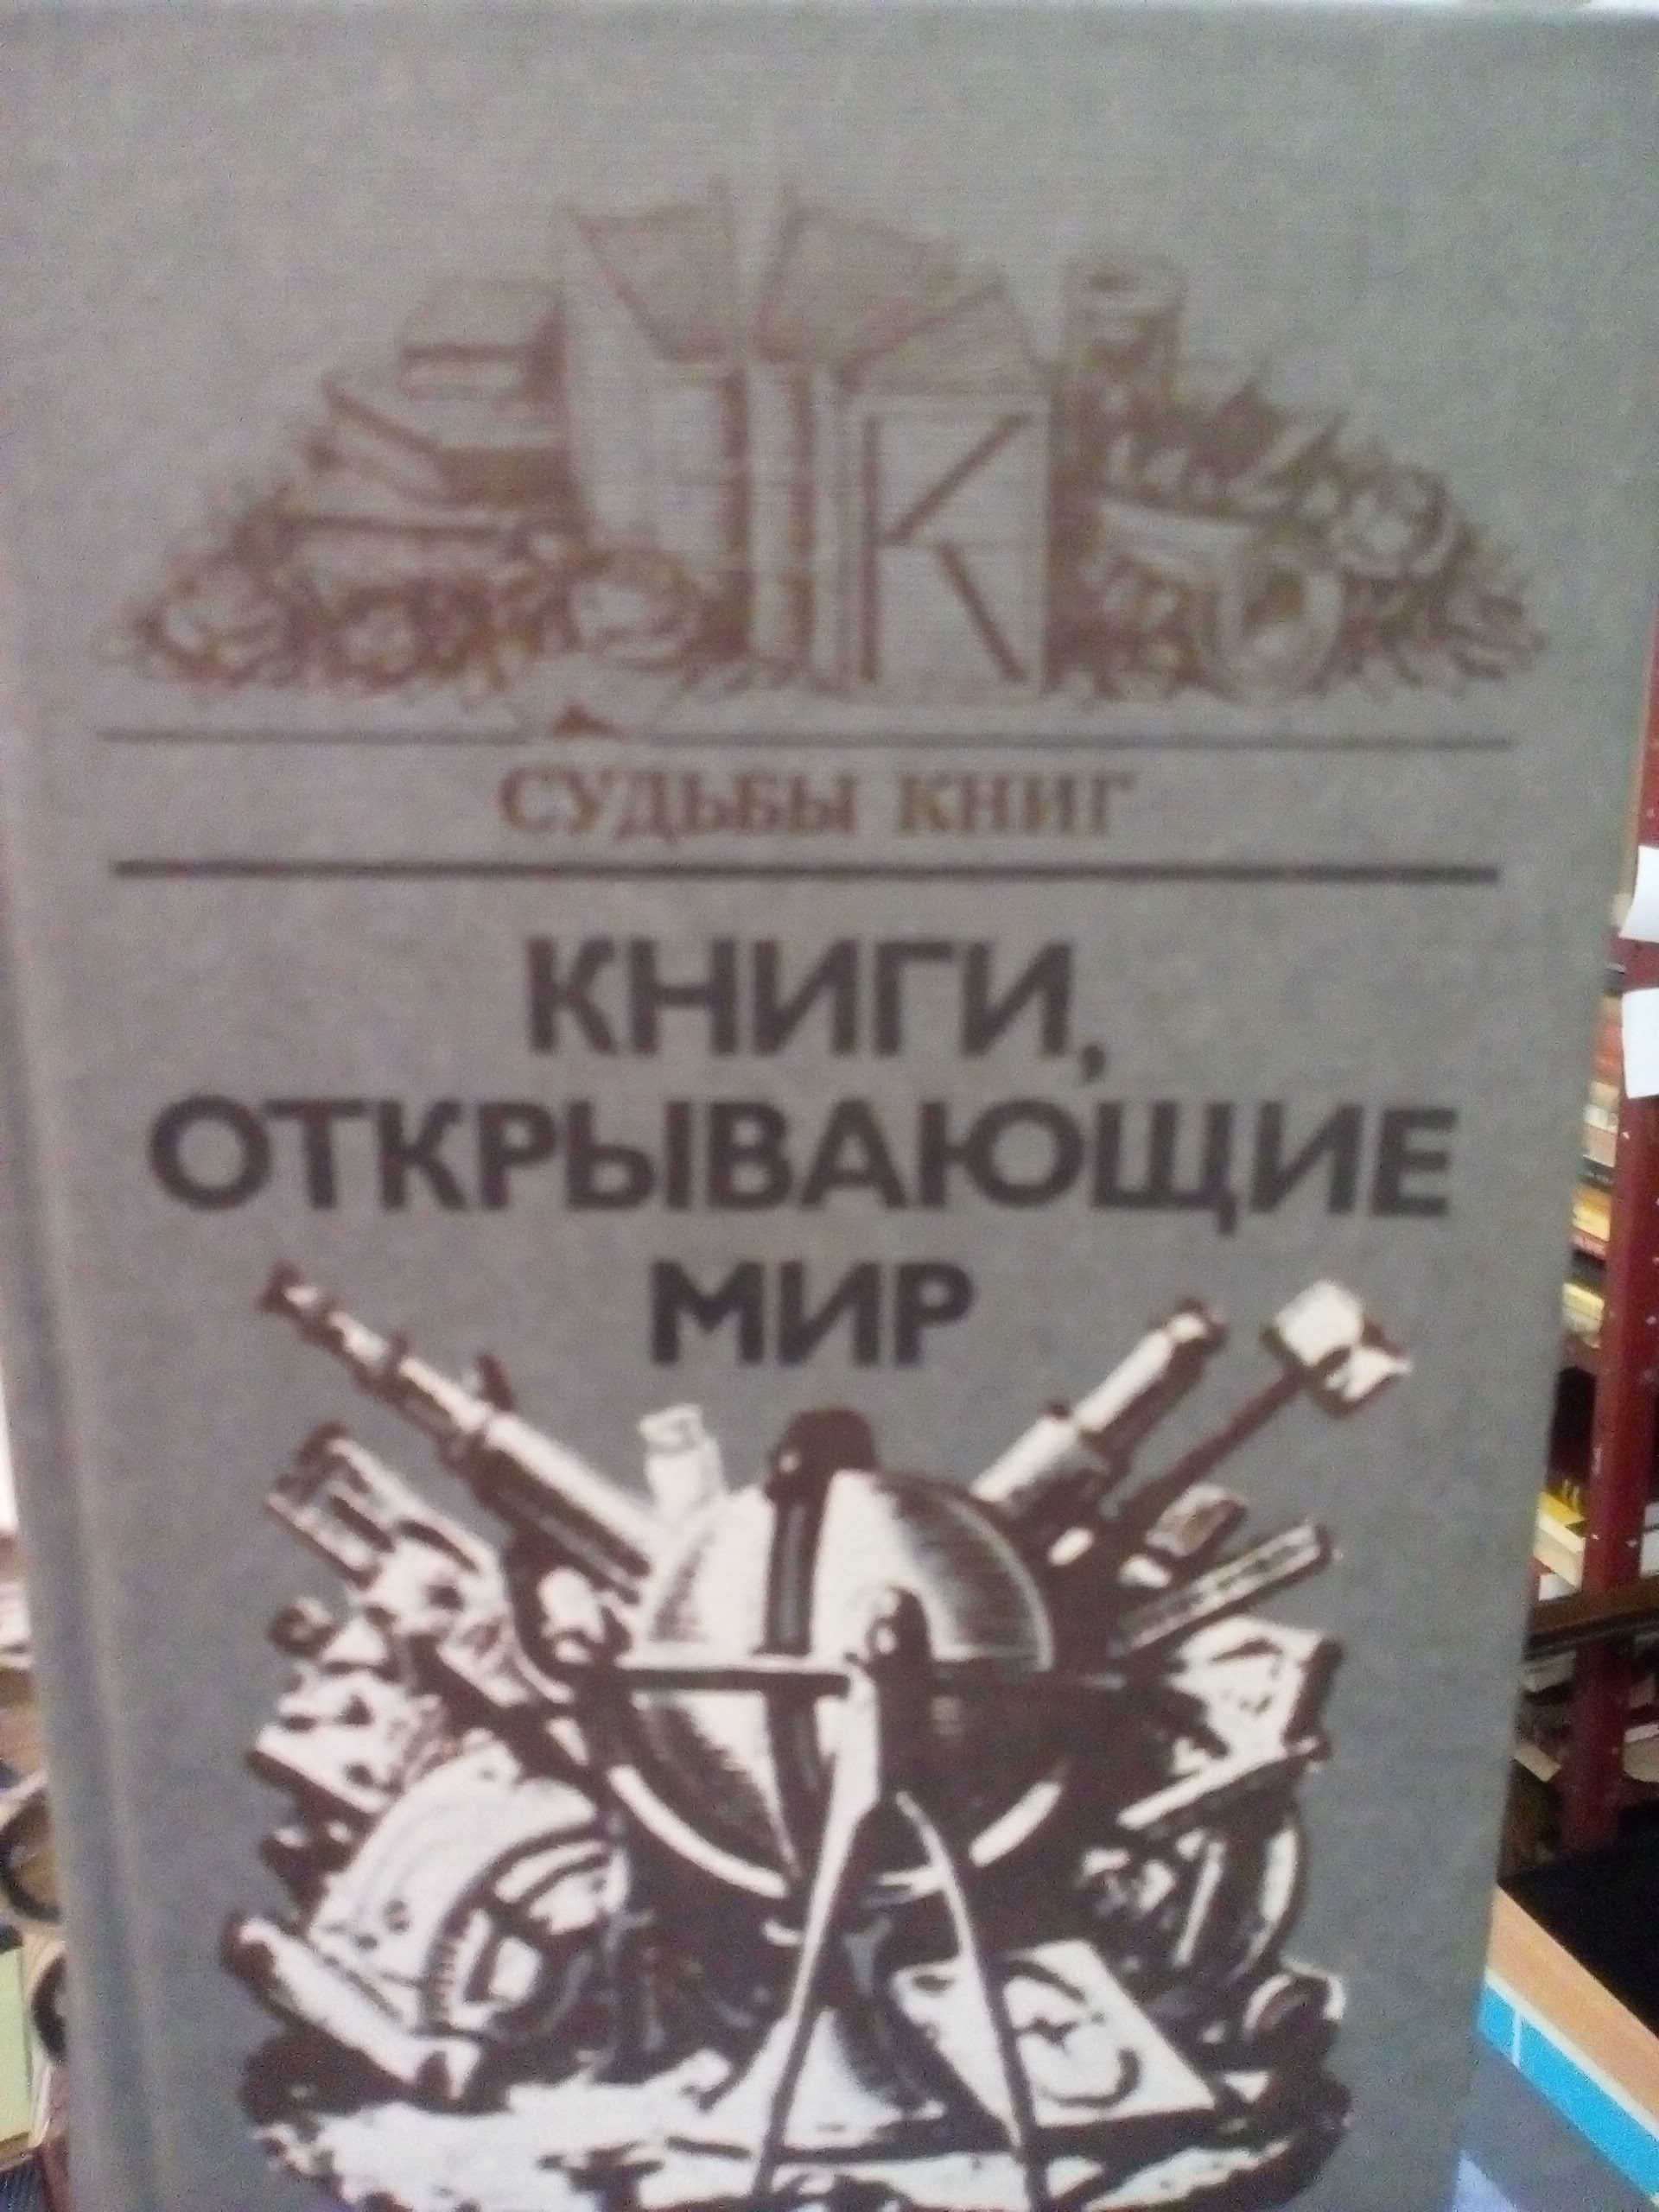 К
СУДЬБЫ КНИГ
КНИГИ,
ОТКРЫВАЮЩИЕ
МИР